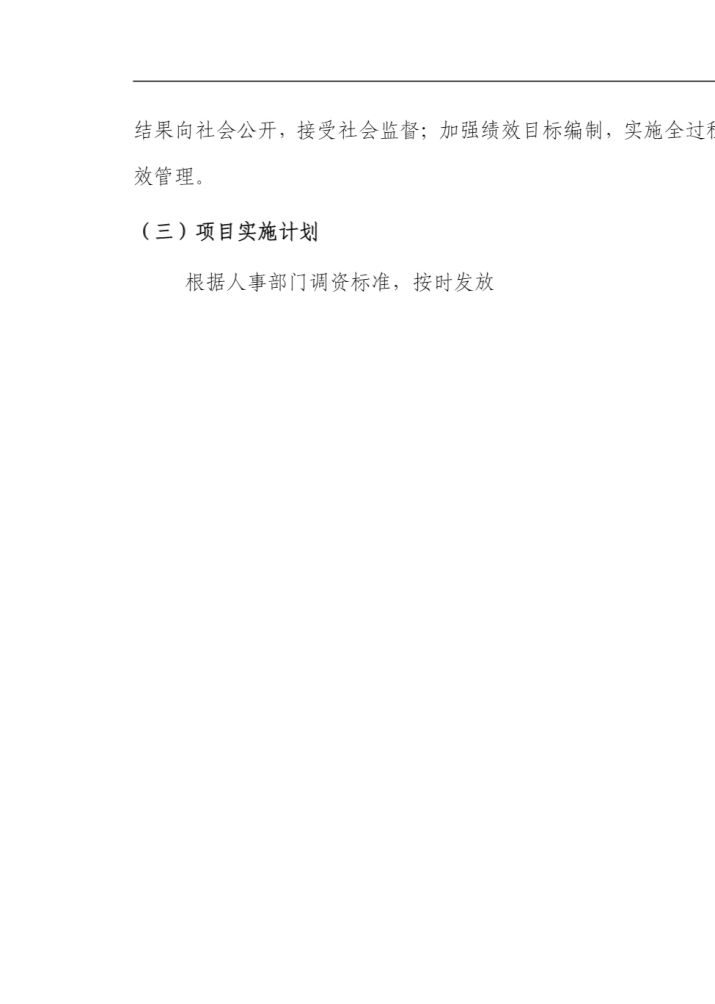 结果向社会公开，接受社会监督；加强绩效目标编制，实施全过
效管理。
（三）项目实施计划
根据人事部门调资标准，按时发放